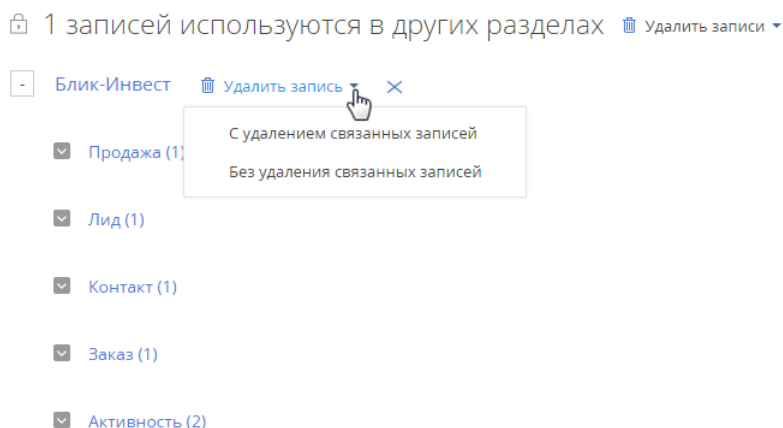 1 записей используются в других разделах Удалить записи
- Блик-Инвест Удалить запись
С удалением связанных записей
Без удаления связанных записей
Продажа (1)
Лид (1)
Контакт (1)
Заказ (1)
Активность (2)